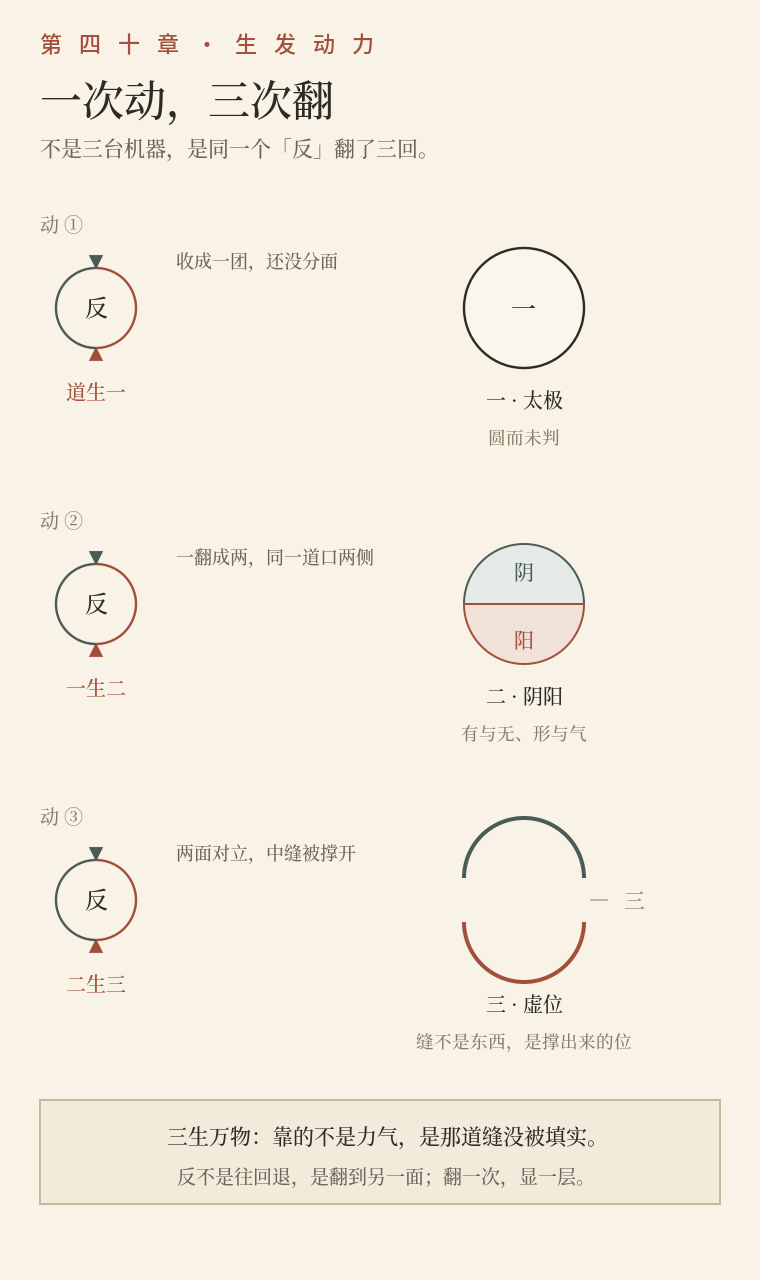 第四十章·生发动力
一次动，三次翻
不是三台机器，是同一个「反」翻了三回。
动 ①
收成一团，还没分面
反
一
道生一
一 · 太极
圆而未判
动 ②
一翻成两，同一道口两侧
反
阴
阳
一生二
二 · 阴阳
有与无、形与气
动 ③
两面对立，中缝被撑开
反
三
二生三
三 · 虚位
缝不是东西，是撑出来的位
三生万物：靠的不是力气，是那道缝没被填实。
反不是往回退，是翻到另一面；翻一次，显一层。